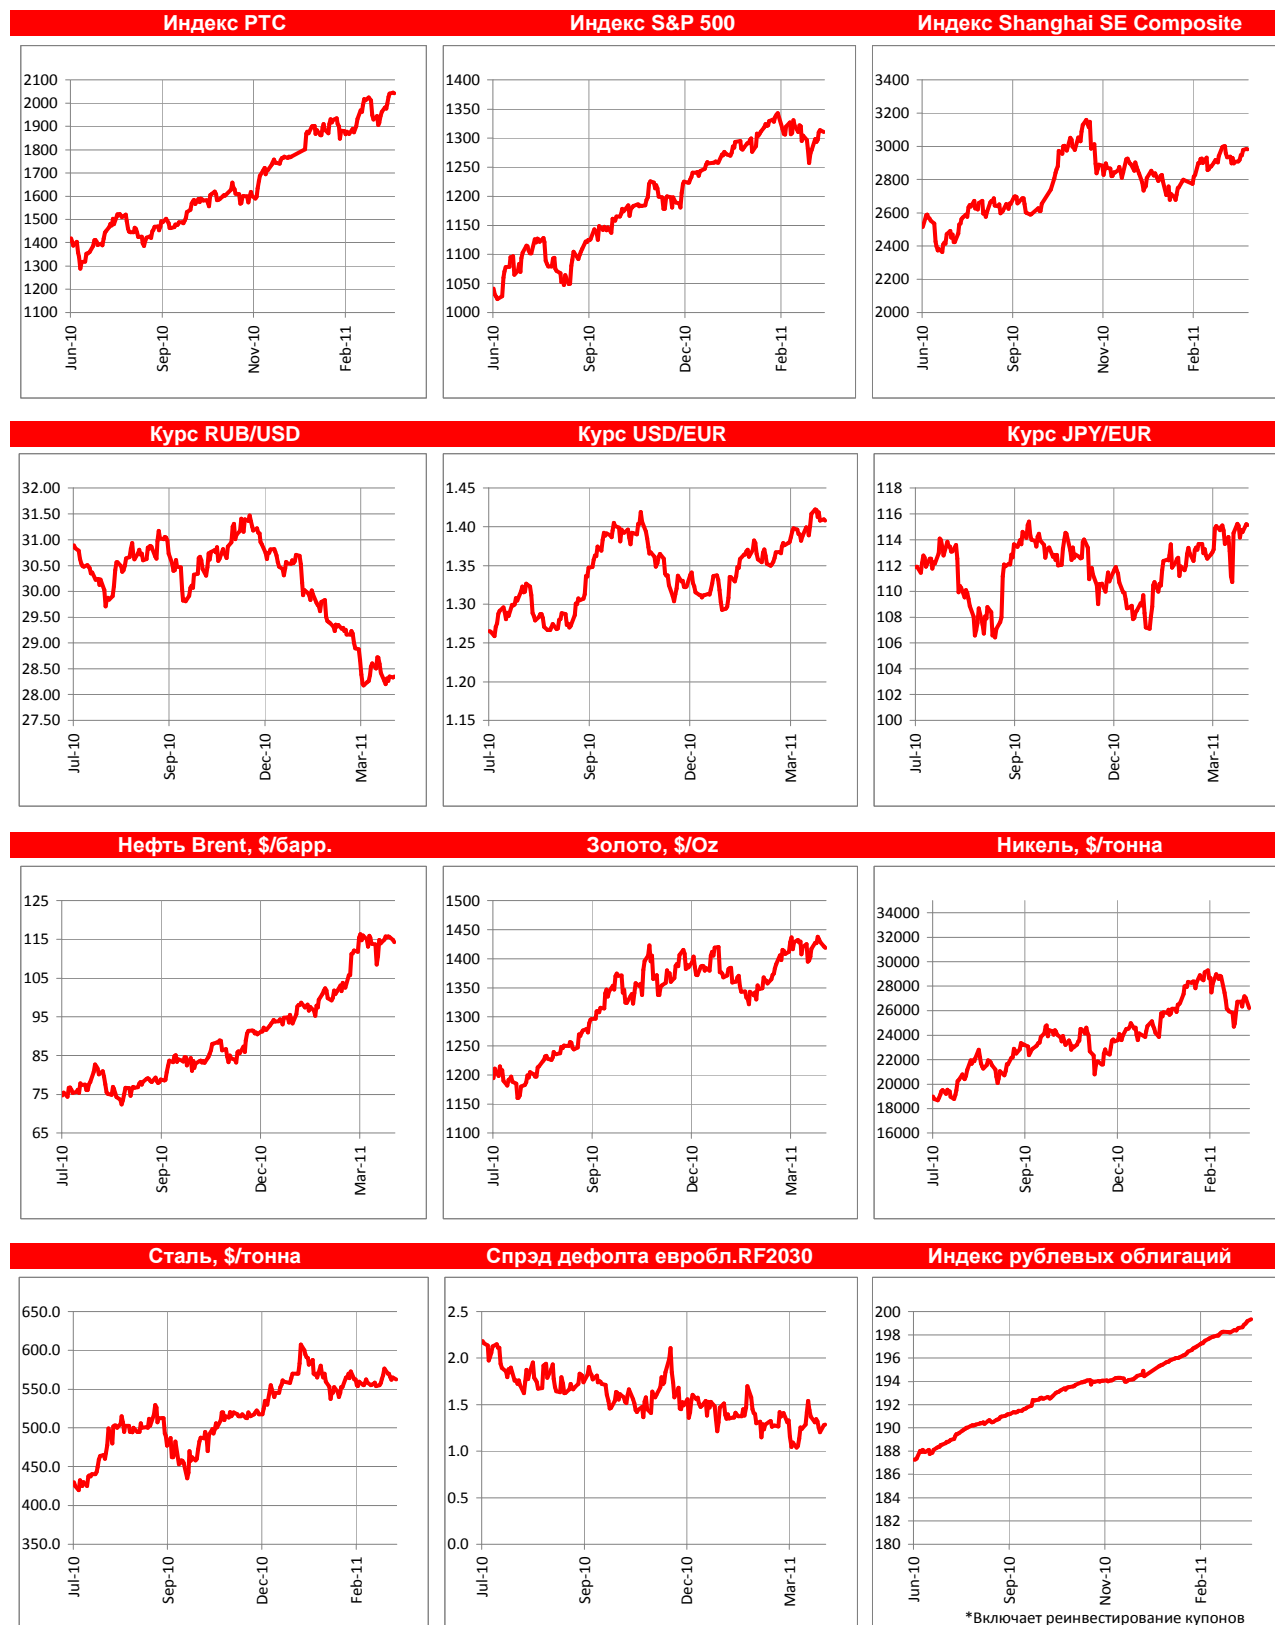 Индекс РТС
Индекс S&P 500
Индекс Shanghai SE Composite
2100
2000
1900
1800
1700
1600
1500
1400
1300
1200
1100
Jun-10
Sep-10
Nov-10
Feb-11
1400
1350
1300
1250
1200
1150
1100
1050
1000
Jun-10
Sep-10
Dec-10
Feb-11
3400
3200
3000
2800
2600
2400
2200
2000
Jun-10
Sep-10
Nov-10
Feb-11
Курс RUB/USD
Курс USD/EUR
Курс JPY/EUR
32.00
31.50
31.00
30.50
30.00
29.50
29.00
28.50
28.00
27.50
Jul-10
Sep-10
Dec-10
Mar-11
1.45
1.40
1.35
1.30
1.25
1.20
1.15
Jul-10
Sep-10
Dec-10
Mar-11
118
116
114
112
110
108
106
104
102
100
Jul-10
Sep-10
Dec-10
Mar-11
Нефть Brent, $/барр.
Золото, $/Oz
Никель, $/тонна
125
115
105
95
85
75
65
Jul-10
Sep-10
Dec-10
Mar-11
1500
1450
1400
1350
1300
1250
1200
1150
1100
Jul-10
Sep-10
Dec-10
Mar-11
34000
32000
30000
28000
26000
24000
22000
20000
18000
16000
Jul-10
Sep-10
Dec-10
Feb-11
Сталь, $/тонна
Спрэд дефолта евробл.RF2030
Индекс рублевых облигаций
650.0
600.0
550.0
500.0
450.0
400.0
350.0
Jul-10
Sep-10
Dec-10
Feb-11
2.5
2.0
1.5
1.0
0.5
0.0
Jul-10
Sep-10
Dec-10
Mar-11
200
198
196
194
192
190
188
186
184
182
180
Jun-10
Sep-10
Nov-10
Feb-11
*Включает реинвестирование купонов